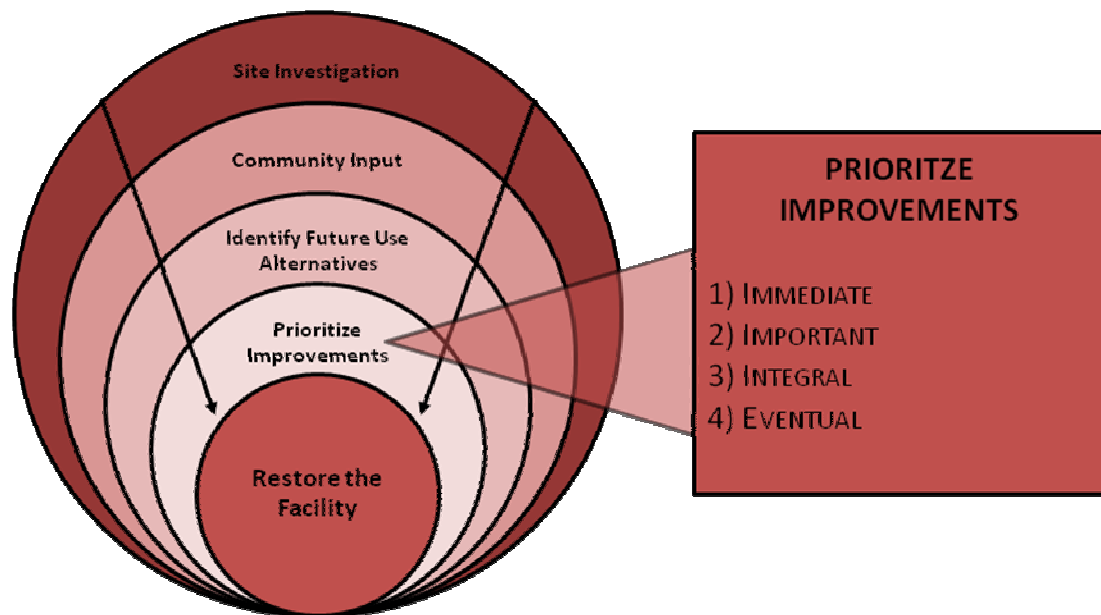 Site Investigation
Community Input
Identify Future Use
Alternatives
Prioritize
Improvements
Restore the
Facility
PRIORITZE
IMPROVEMENTS
1) IMMEDIATE
2) IMPORTANT
3) INTEGRAL
4) EVENTUAL